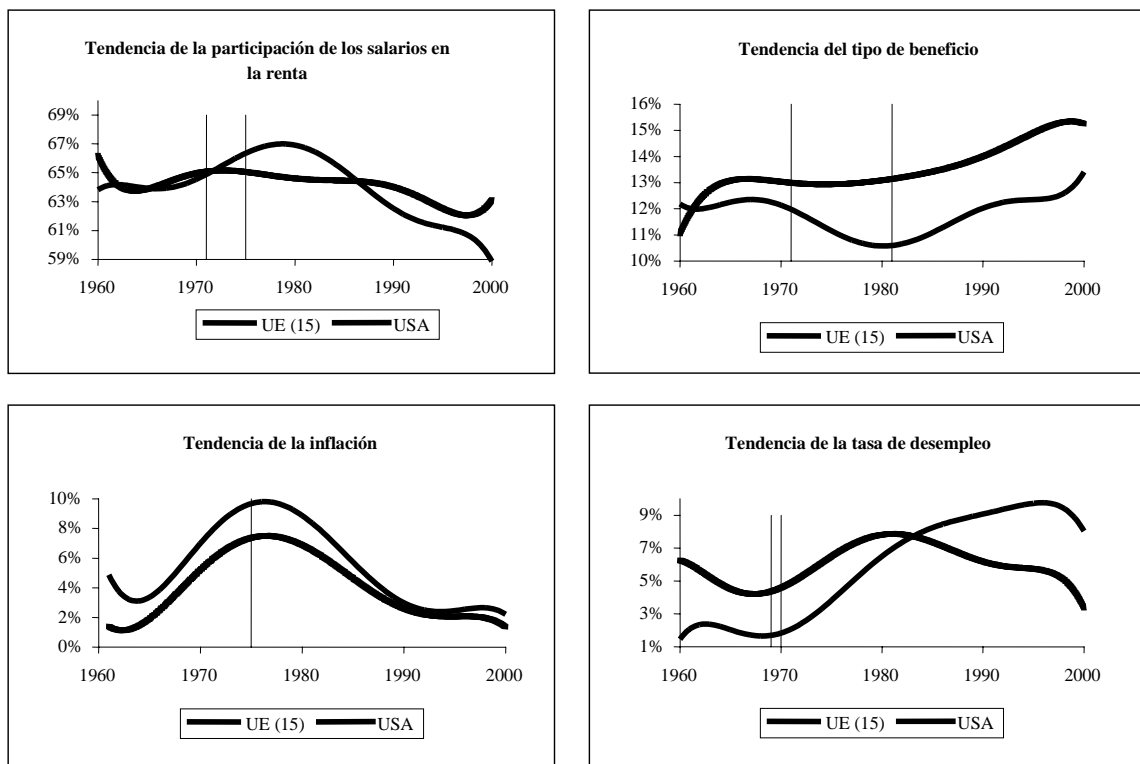 Tendencia de la participación de los salarios en
la renta
69%
67%
65%
63%
61%
59%
1960 1970 1980 1990 2000
UE (15) USA
Tendencia del tipo de beneficio
16%
15%
14%
13%
12%
11%
10%
1960 1970 1980 1990 2000
UE (15) USA
Tendencia de la inflación
10%
8%
6%
4%
2%
0%
1960 1970 1980 1990 2000
UE (15) USA
Tendencia de la tasa de desempleo
9%
7%
5%
3%
1%
1960 1970 1980 1990 2000
UE (15) USA